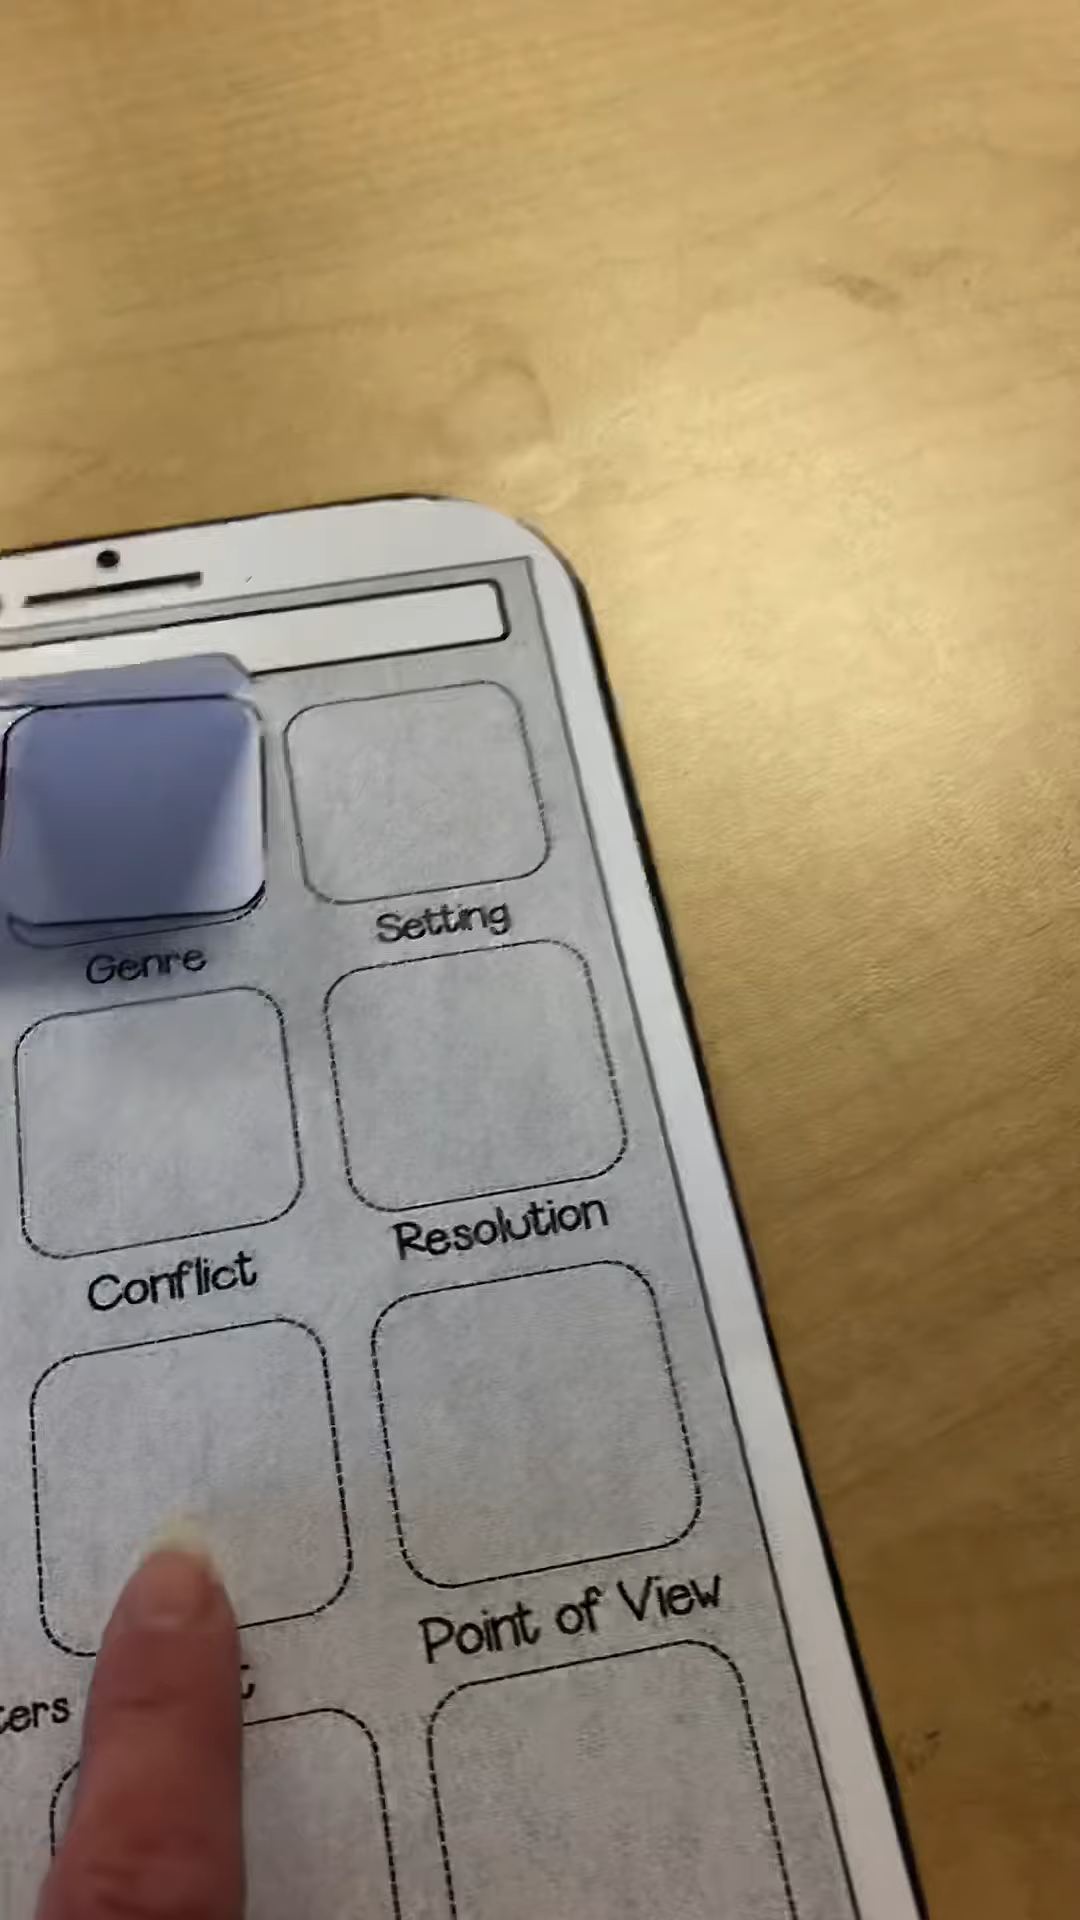 Genre
Setting
Conflict
Resolution
Point of View